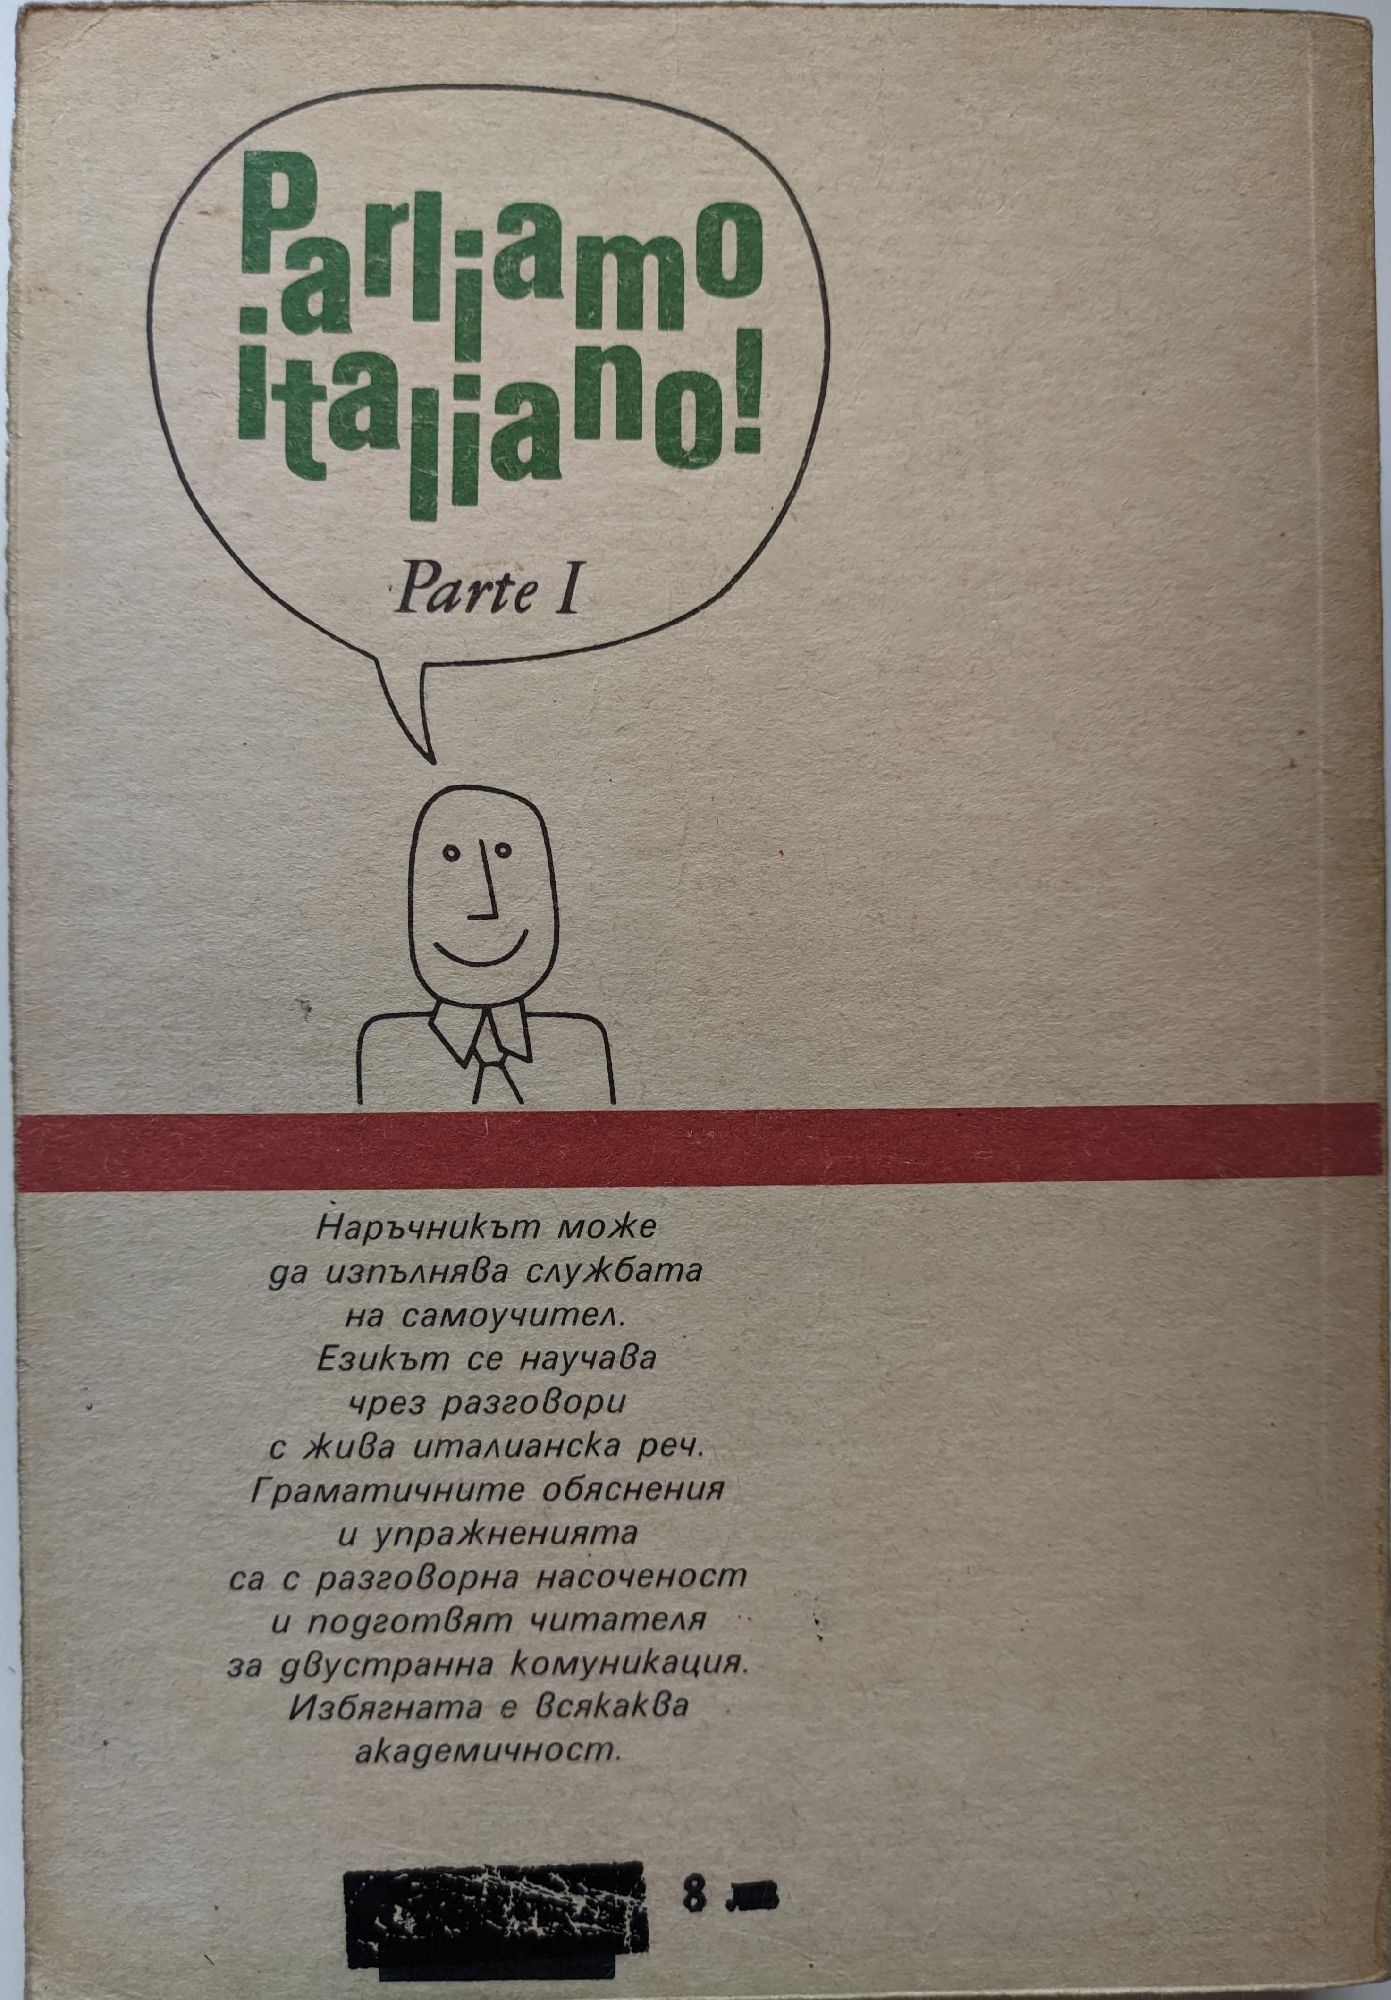 Parliamo
italiano!
Parte I
Наръчникът може
да изпълнява службата
на самоучител.
Езикът се научава
чрез разговори
с жива италианска реч.
Граматичните обяснения
и упражненията
са с разговорна насоченост
и подготвят читателя
за двустранна комуникация.
Избягната е всякаква
академичност.
8